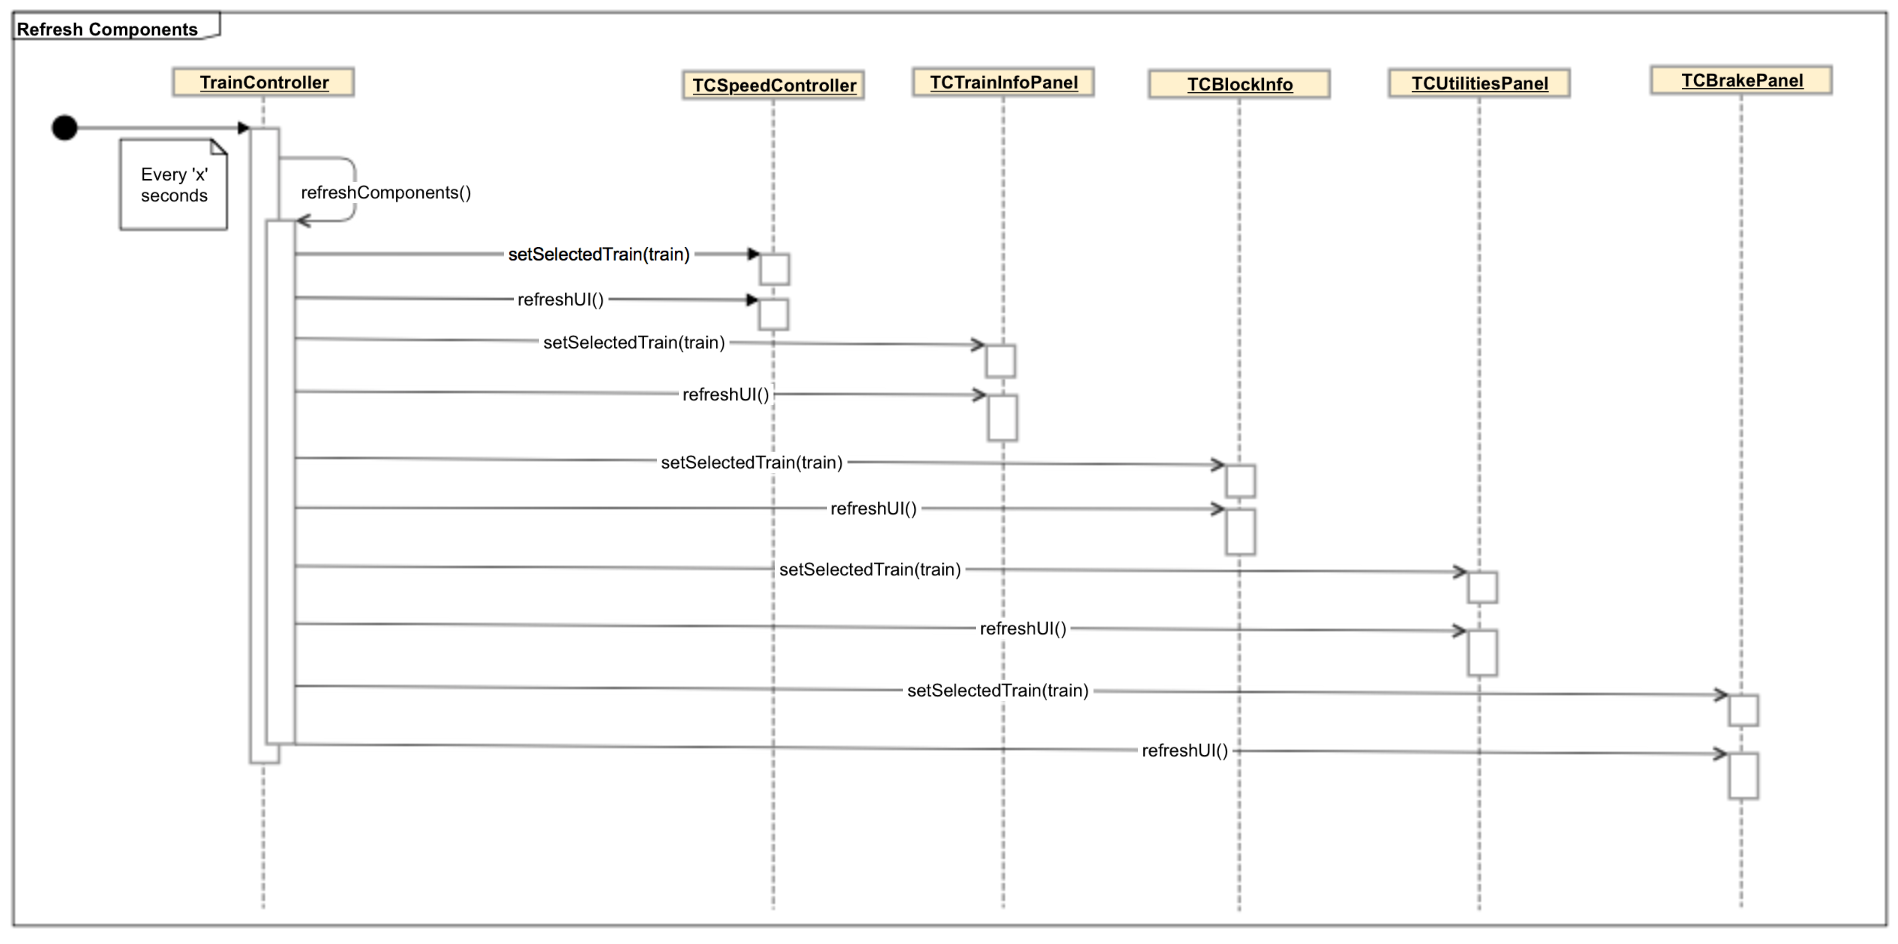 Refresh Components
TrainController
TCSpeedController
TCTrainInfoPanel
TCBlockInfo
TCUtilitiesPanel
TCBrakePanel
Every 'x'
seconds
refreshComponents()
setSelectedTrain(train)
refreshUI()
setSelectedTrain(train)
refreshUI()
setSelectedTrain(train)
refreshUI()
setSelectedTrain(train)
refreshUI()
setSelectedTrain(train)
refreshUI()